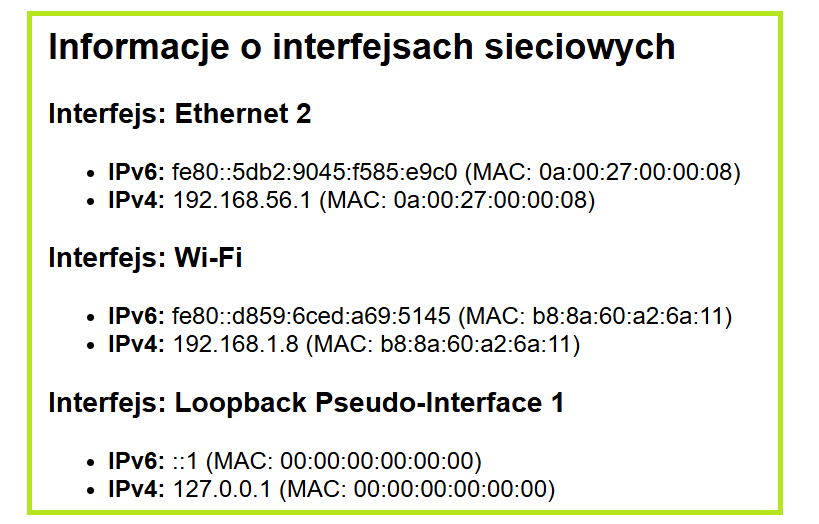 Informacje o interfejsach sieciowych
Interfejs: Ethernet 2
• IPv6: fe80::5db2:9045:f585:e9c0 (MAC: 0a:00:27:00:00:08)
• IPv4: 192.168.56.1 (MAC: 0a:00:27:00:00:08)
Interfejs: Wi-Fi
• IPv6: fe80::d859:6ced:a69:5145 (MAC: b8:8a:60:a2:6a:11)
• IPv4: 192.168.1.8 (MAC: b8:8a:60:a2:6a:11)
Interfejs: Loopback Pseudo-Interface 1
• IPv6: ::1 (MAC: 00:00:00:00:00:00)
• IPv4: 127.0.0.1 (MAC: 00:00:00:00:00:00)